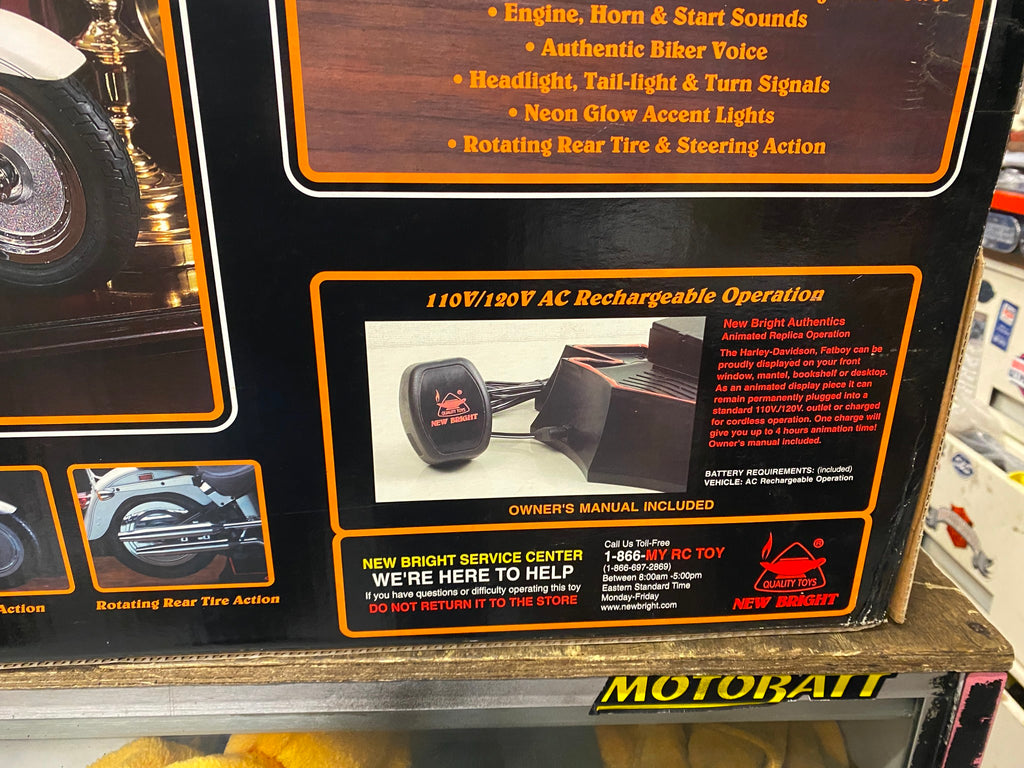 • Engine, Horn & Start Sounds
• Authentic Biker Voice
• Headlight, Tail-light & Turn Signals
• Neon Glow Accent Lights
• Rotating Rear Tire & Steering Action
110V/120V AC Rechargeable Operation
QUALITY TOYS
NEW BRIGHT
New Bright Authentics
Animated Replica Operation
The Harley-Davidson, Fatboy can be
proudly displayed on your front
window, mantel, bookshelf or desktop.
As an animated display piece it can
remain permanently plugged into a
standard 110V./120V. outlet or charged
for cordless operation. One charge will
give you up to 4 hours animation time!
Owner's manual included.
BATTERY REQUIREMENTS: (included)
VEHICLE: AC Rechargeable Operation
OWNER'S MANUAL INCLUDED
Action
Rotating Rear Tire Action
NEW BRIGHT SERVICE CENTER
WE'RE HERE TO HELP
If you have questions or difficulty operating this toy
DO NOT RETURN IT TO THE STORE
Call Us Toll-Free
1-866-MY RC TOY
(1-866-697-2869)
Between 8:00am -5:00pm
Eastern Standard Time
Monday-Friday
www.newbright.com
®
QUALITY TOYS
NEW BRIGHT
MOTOBATT